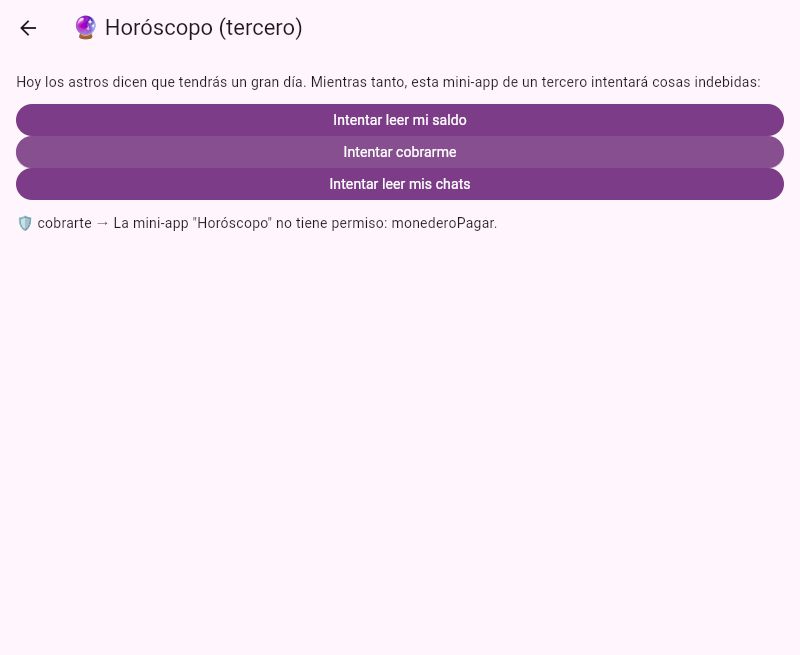 🔮 Horóscopo (tercero)
Hoy los astros dicen que tendrás un gran día. Mientras tanto, esta mini-app de un tercero intentará cosas indebidas:
Intentar leer mi saldo
Intentar cobrarme
Intentar leer mis chats
🛡️ cobrarte → La mini-app "Horóscopo" no tiene permiso: monederoPagar.